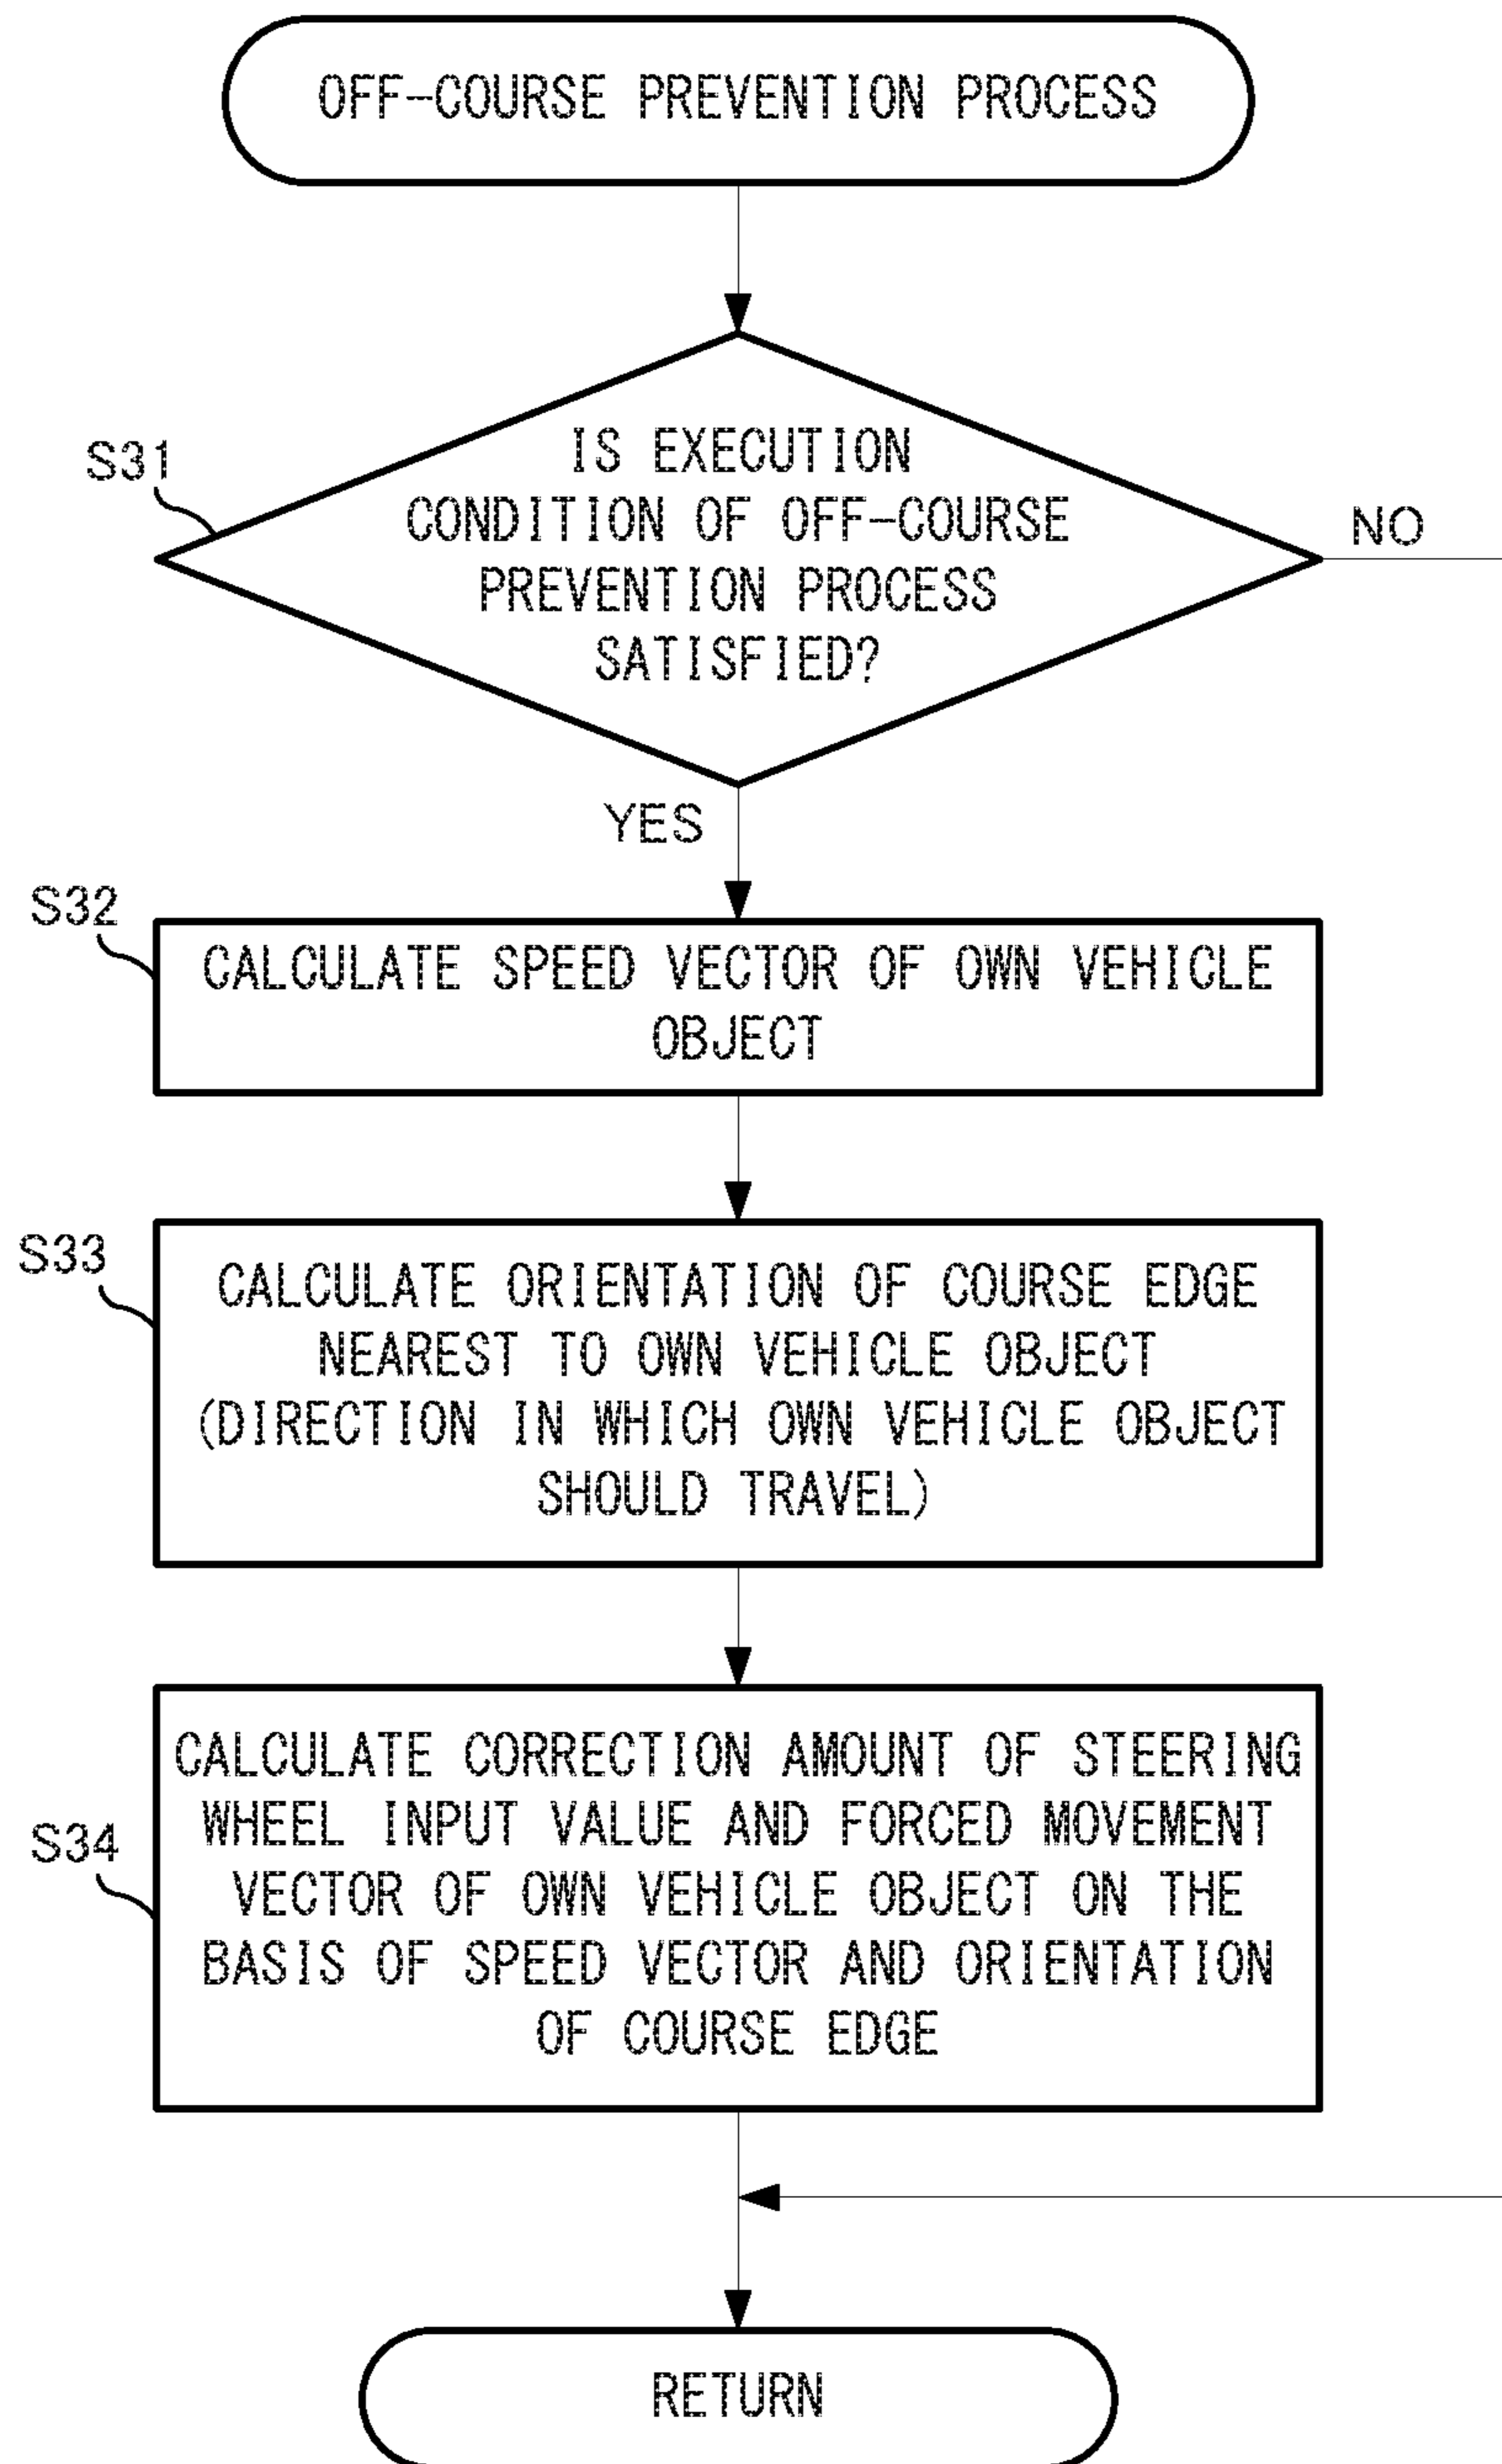 OFF-COURSE PREVENTION PROCESS
S31
IS EXECUTION
CONDITION OF OFF-COURSE
PREVENTION PROCESS
SATISFIED?
NO
YES
S32
CALCULATE SPEED VECTOR OF OWN VEHICLE
OBJECT
S33
CALCULATE ORIENTATION OF COURSE EDGE
NEAREST TO OWN VEHICLE OBJECT
(DIRECTION IN WHICH OWN VEHICLE OBJECT
SHOULD TRAVEL)
S34
CALCULATE CORRECTION AMOUNT OF STEERING
WHEEL INPUT VALUE AND FORCED MOVEMENT
VECTOR OF OWN VEHICLE OBJECT ON THE
BASIS OF SPEED VECTOR AND ORIENTATION
OF COURSE EDGE
RETURN